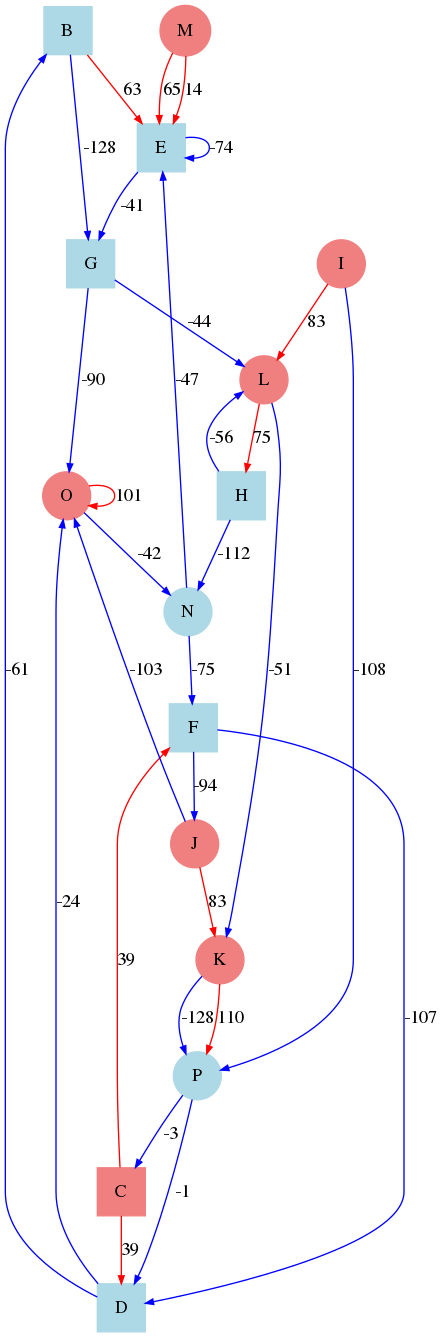 B M
63 65 14
E
-128 -74
-41
G I
-44 83
-90 -47 L
-56 75
O 101 H
-42 -112
N
-61 -103 -75 -51 -108
F
-94
J
-24 83
39 K
-128 110 -107
P
-3
C -1
39
D